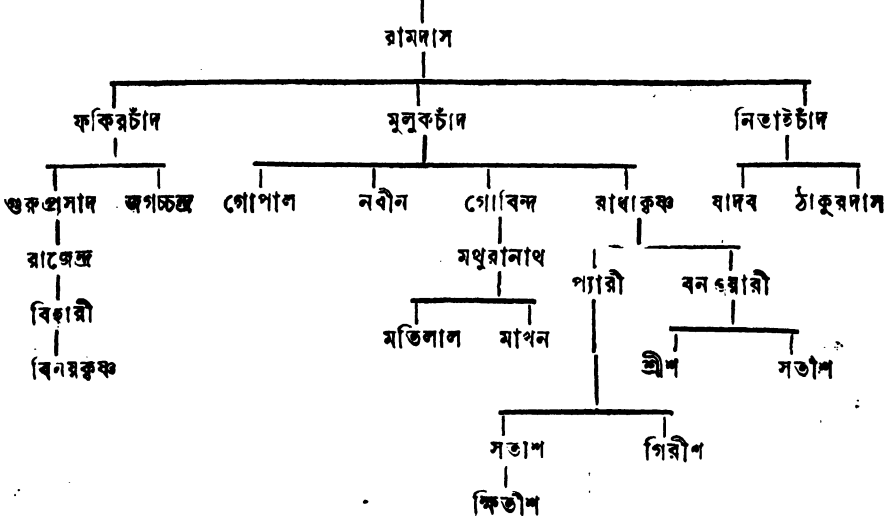 রামদাস
ফকিরচাঁদ মুলুকচাঁদ নিতাইচাঁদ
গুরুপ্রসাদ জগচ্চন্দ্র গোপাল নবীন গোবিন্দ রাধাকৃষ্ণ যাদব ঠাকুরদাস
রাজেন্দ্র মথুরানাথ প্যারী বনওয়ারী
বিহারী মতিলাল মাখন
বিনয়কৃষ্ণ শ্রীশ সতীশ
সতীশ গিরীশ
ক্ষিতীশ